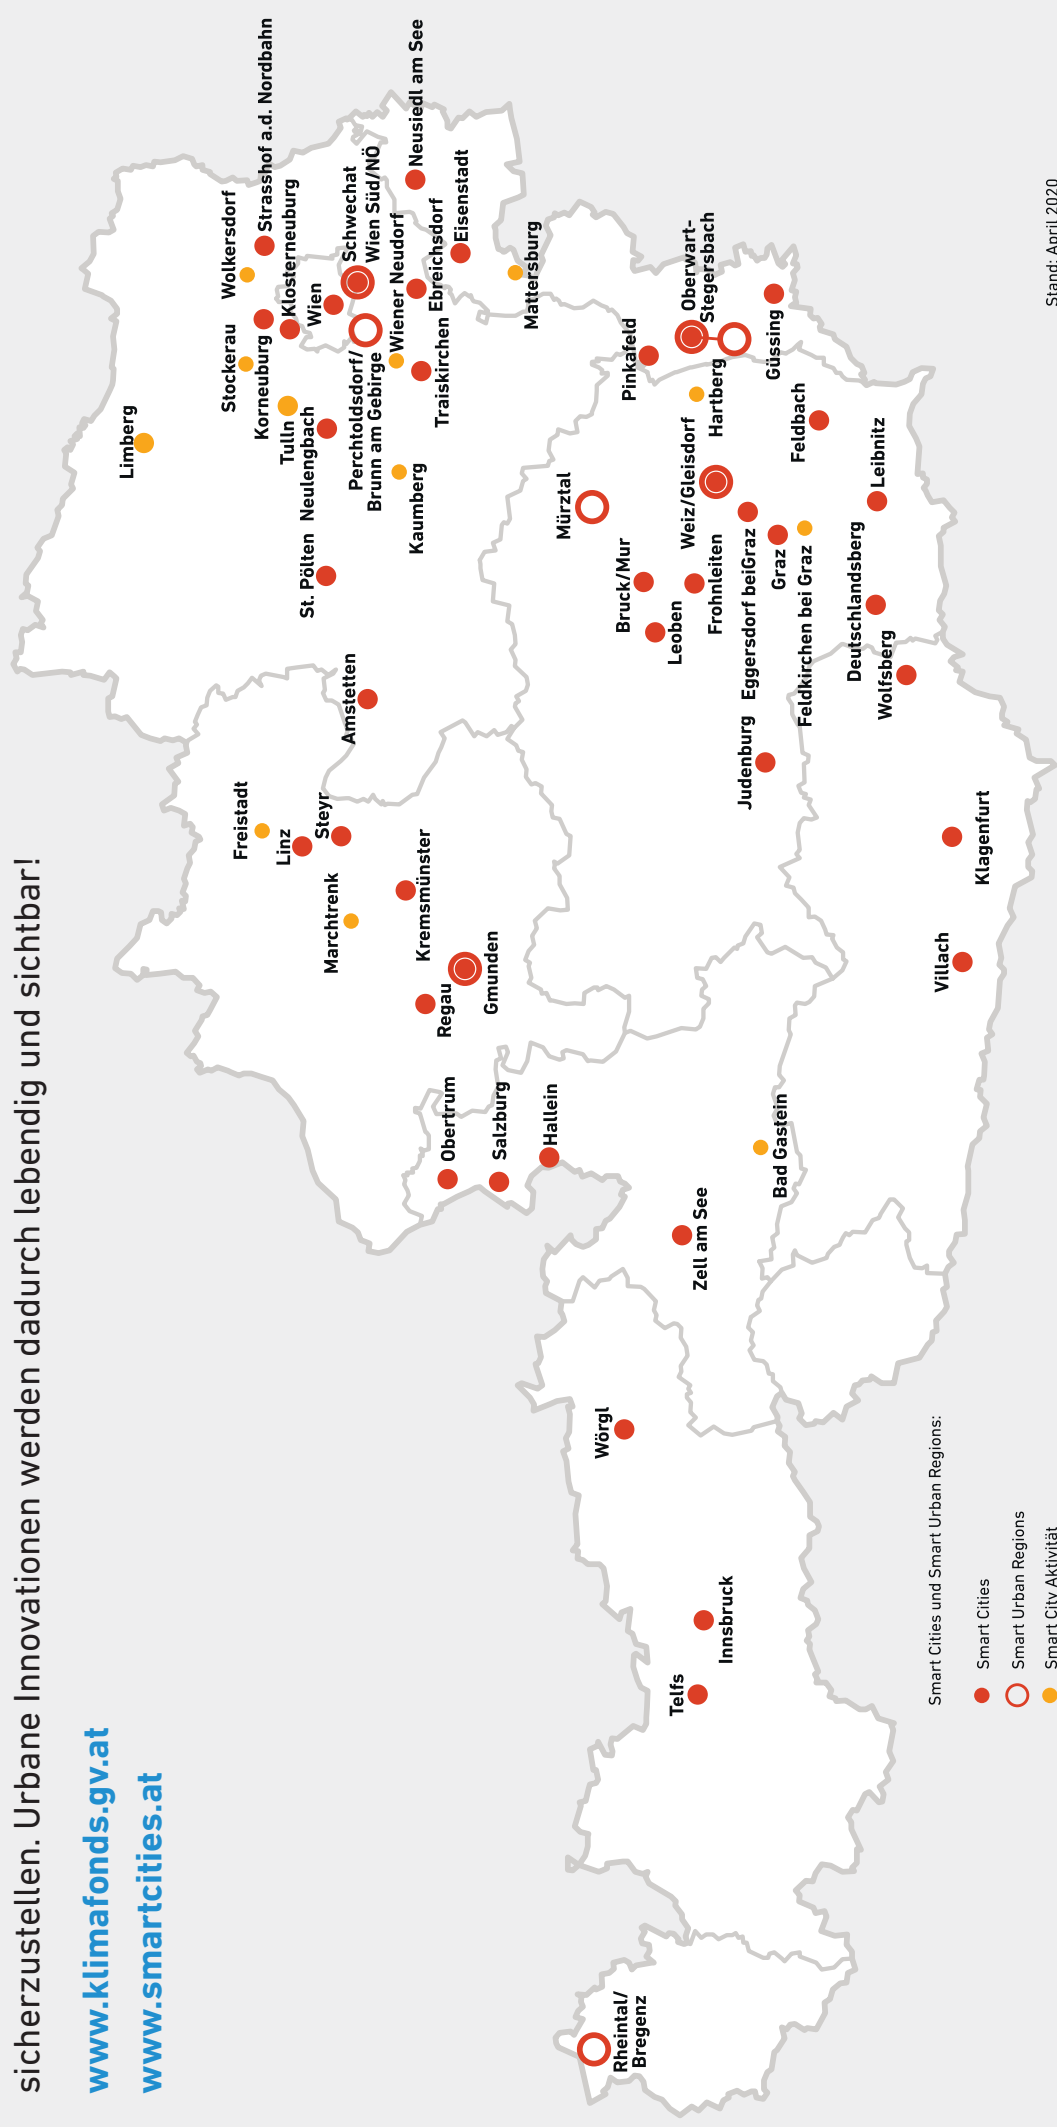 sicherzustellen. Urbane Innovationen werden dadurch lebendig und sichtbar!
www.klimafonds.gv.at
www.smartcities.at
Limberg
Stockerau
Wolkersdorf
Korneuburg
Strasshof a.d. Nordbahn
Tulln
Klosterneuburg
St. Pölten
Neulengbach
Wien
Amstetten
Perchtoldsdorf/
Brunn am Gebirge
Schwechat
Wien Süd/NÖ
Wiener Neudorf
Kaumberg
Traiskirchen
Ebreichsdorf
Neusiedl am See
Eisenstadt
Mattersburg
Freistadt
Linz
Steyr
Marchtrenk
Kremsmünster
Regau
Gmunden
Obertrum
Salzburg
Hallein
Zell am See
Bad Gastein
Mürztal
Bruck/Mur
Leoben
Pinkafeld
Oberwart-
Stegersbach
Weiz/Gleisdorf
Hartberg
Frohnleiten
Judenburg
Eggersdorf beiGraz
Güssing
Graz
Feldbach
Feldkirchen bei Graz
Deutschlandsberg
Leibnitz
Wolfsberg
Villach
Klagenfurt
Wörgl
Telfs
Innsbruck
Rheintal/
Bregenz
Smart Cities und Smart Urban Regions:
Smart Cities
Smart Urban Regions
Smart City Aktivität
Stand: April 2020